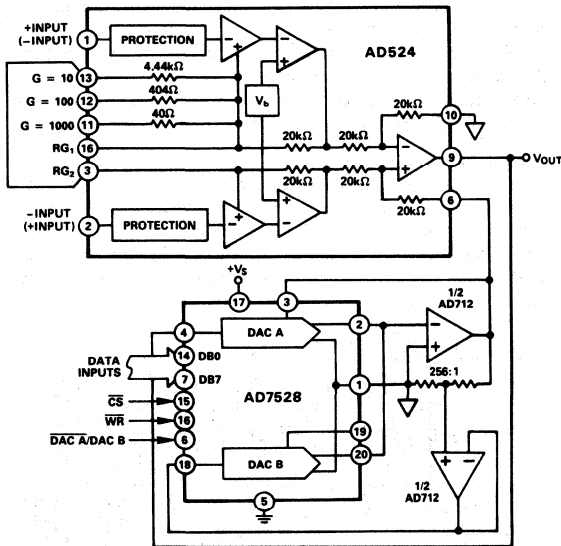 +INPUT
(−INPUT)
1
PROTECTION
AD524
G = 10
13
4.44kΩ
G = 100
12
404Ω
G = 1000
11
40Ω
Vb
RG1
16
RG2
3
20kΩ
20kΩ
20kΩ
10
20kΩ
20kΩ
20kΩ
9
VOUT
6
−INPUT
(+INPUT)
2
PROTECTION
+VS
17
3
1/2
AD712
4
DAC A
2
DATA
INPUTS
14
DB0
7
DB7
1
256:1
CS
15
AD7528
WR
16
19
DAC A/DAC B
6
20
18
DAC B
5
1/2
AD712